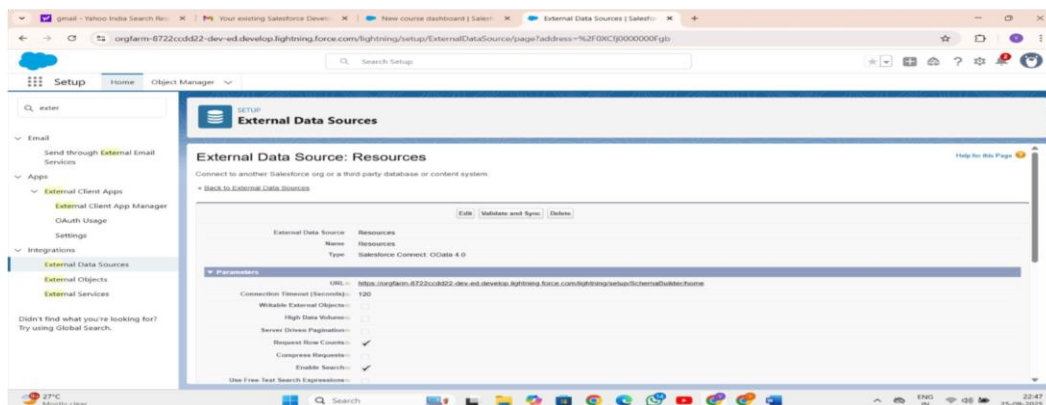 gmail - Yahoo India Search Res
Your existing Salesforce Develo
New course dashboard | Salesf
External Data Sources | Salesfo
orgfarm-8722ccdd22-dev-ed.develop.lightning.force.com/lightning/setup/ExternalDataSource/page?address=%2F0XCfj0000000Fgb
Search Setup
Setup Home Object Manager
exter
Email
Send through External Email
Services
Apps
External Client Apps
External Client App Manager
OAuth Usage
Settings
Integrations
External Data Sources
External Objects
External Services
Didn't find what you're looking for?
Try using Global Search.
SETUP
External Data Sources
External Data Source: Resources
Help for this Page
Connect to another Salesforce org or a third party database or content system.
« Back to External Data Sources
Edit Validate and Sync Delete
External Data Source Resources
Name Resources
Type Salesforce Connect: OData 4.0
Parameters
URL https://orgfarm-8722ccdd22-dev-ed.develop.lightning.force.com/lightning/setup/SchemaBuilder/home
Connection Timeout (Seconds) 120
Writable External Objects
High Data Volume
Server Driven Pagination
Request Row Counts
Compress Requests
Enable Search
Use Free-Text Search Expressions
27°C
Mostly clear
Search
ENG
IN
22:47
25-06-2025